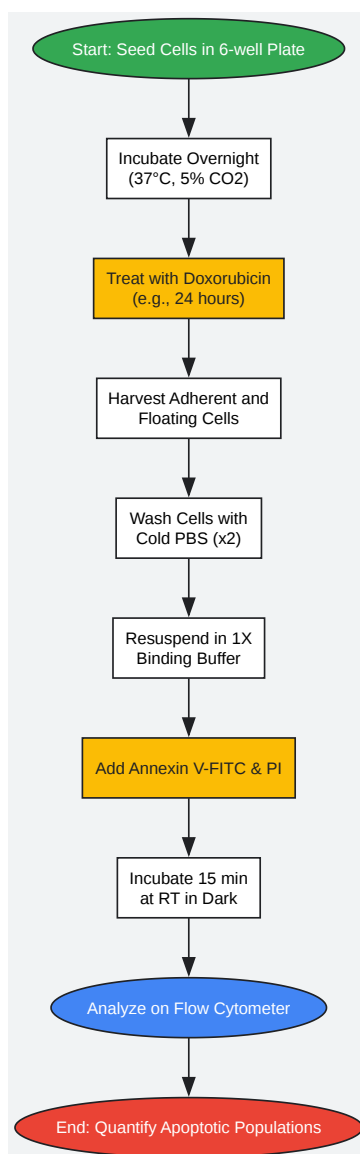 Start: Seed Cells in 6-well Plate
Incubate Overnight
(37°C, 5% CO2)
Treat with Doxorubicin
(e.g., 24 hours)
Harvest Adherent and
Floating Cells
Wash Cells with
Cold PBS (x2)
Resuspend in 1X
Binding Buffer
Add Annexin V-FITC & PI
Incubate 15 min
at RT in Dark
Analyze on Flow Cytometer
End: Quantify Apoptotic Populations